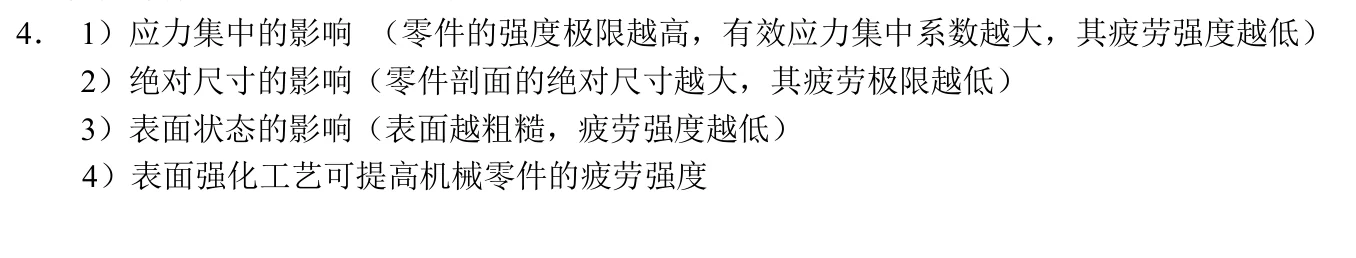 4. 1）应力集中的影响 （零件的强度极限越高，有效应力集中系数越大，其疲劳强度越低）
2）绝对尺寸的影响（零件剖面的绝对尺寸越大，其疲劳极限越低）
3）表面状态的影响（表面越粗糙，疲劳强度越低）
4）表面强化工艺可提高机械零件的疲劳强度